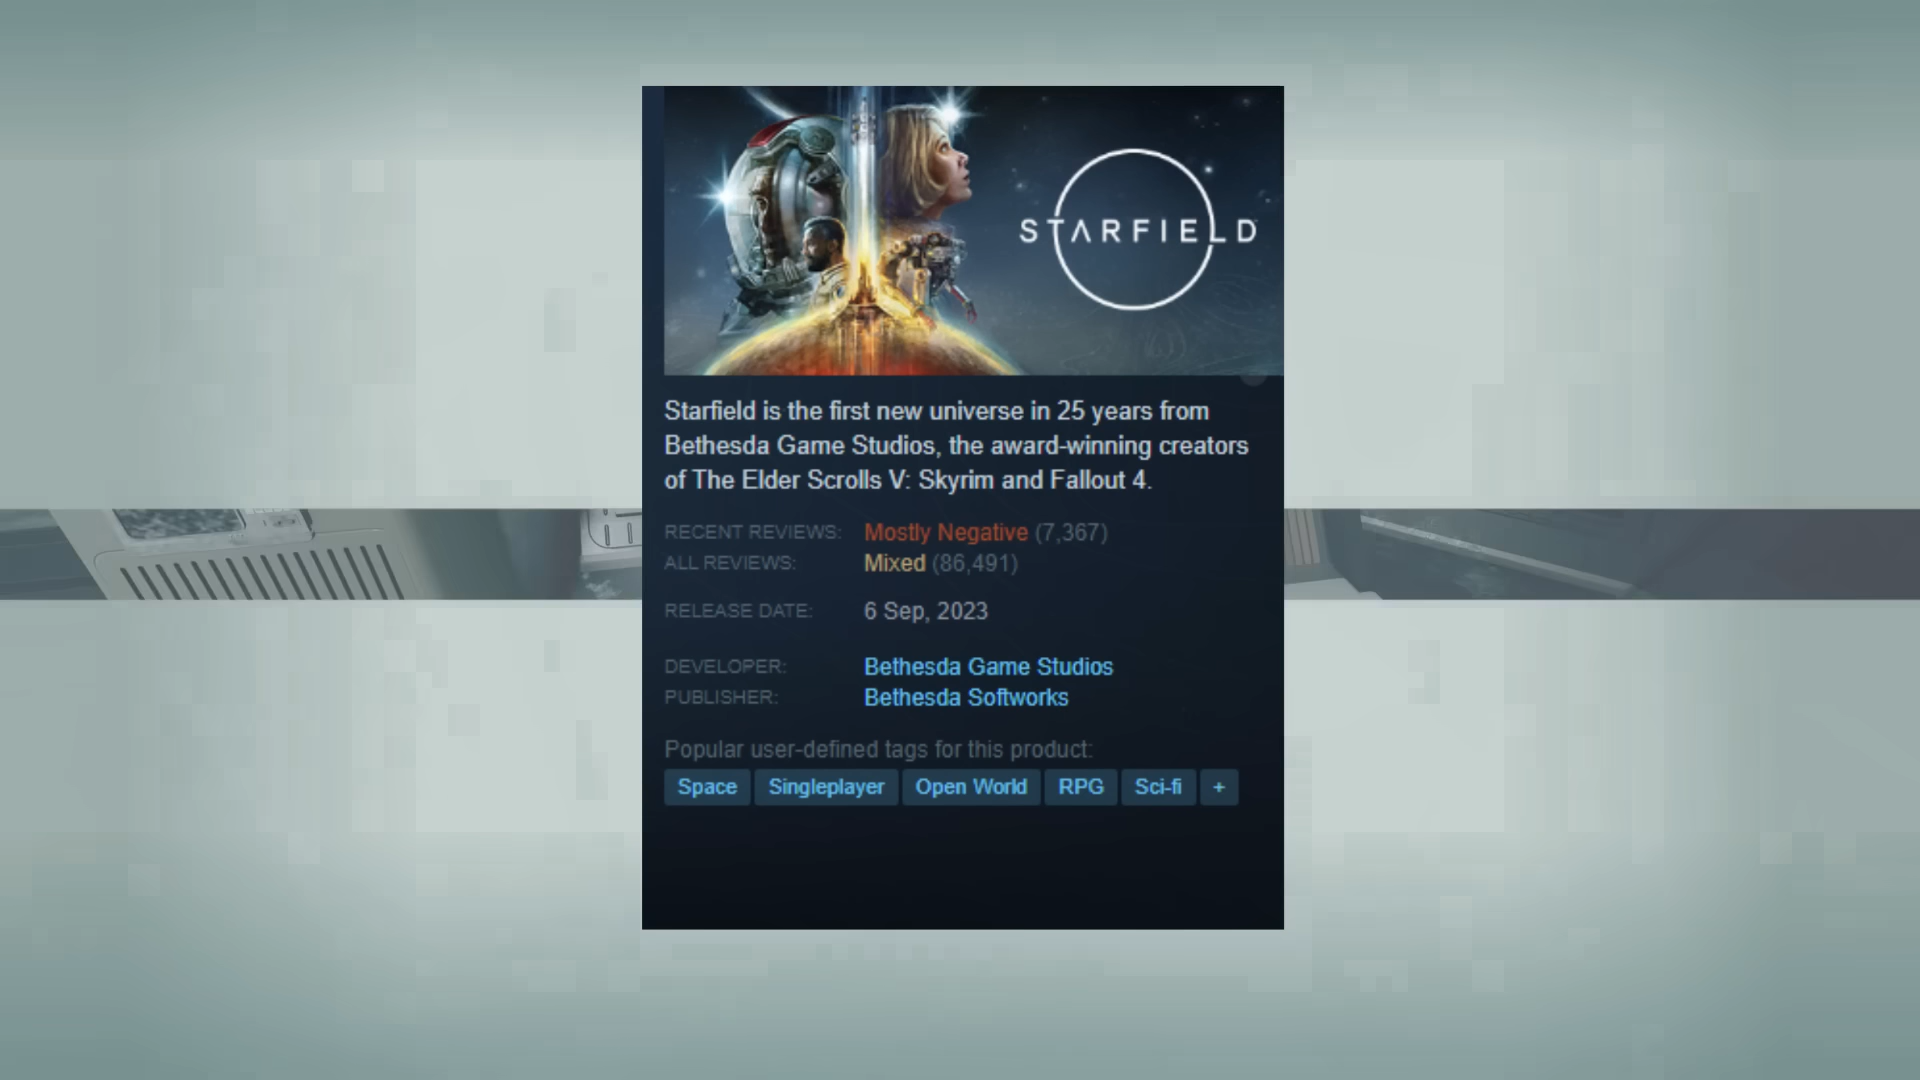 STARFIELD
Starfield is the first new universe in 25 years from
Bethesda Game Studios, the award-winning creators
of The Elder Scrolls V: Skyrim and Fallout 4.
RECENT REVIEWS: Mostly Negative (7,367)
ALL REVIEWS: Mixed (86,491)
RELEASE DATE: 6 Sep, 2023
DEVELOPER: Bethesda Game Studios
PUBLISHER: Bethesda Softworks
Popular user-defined tags for this product:
Space Singleplayer Open World RPG Sci-fi +